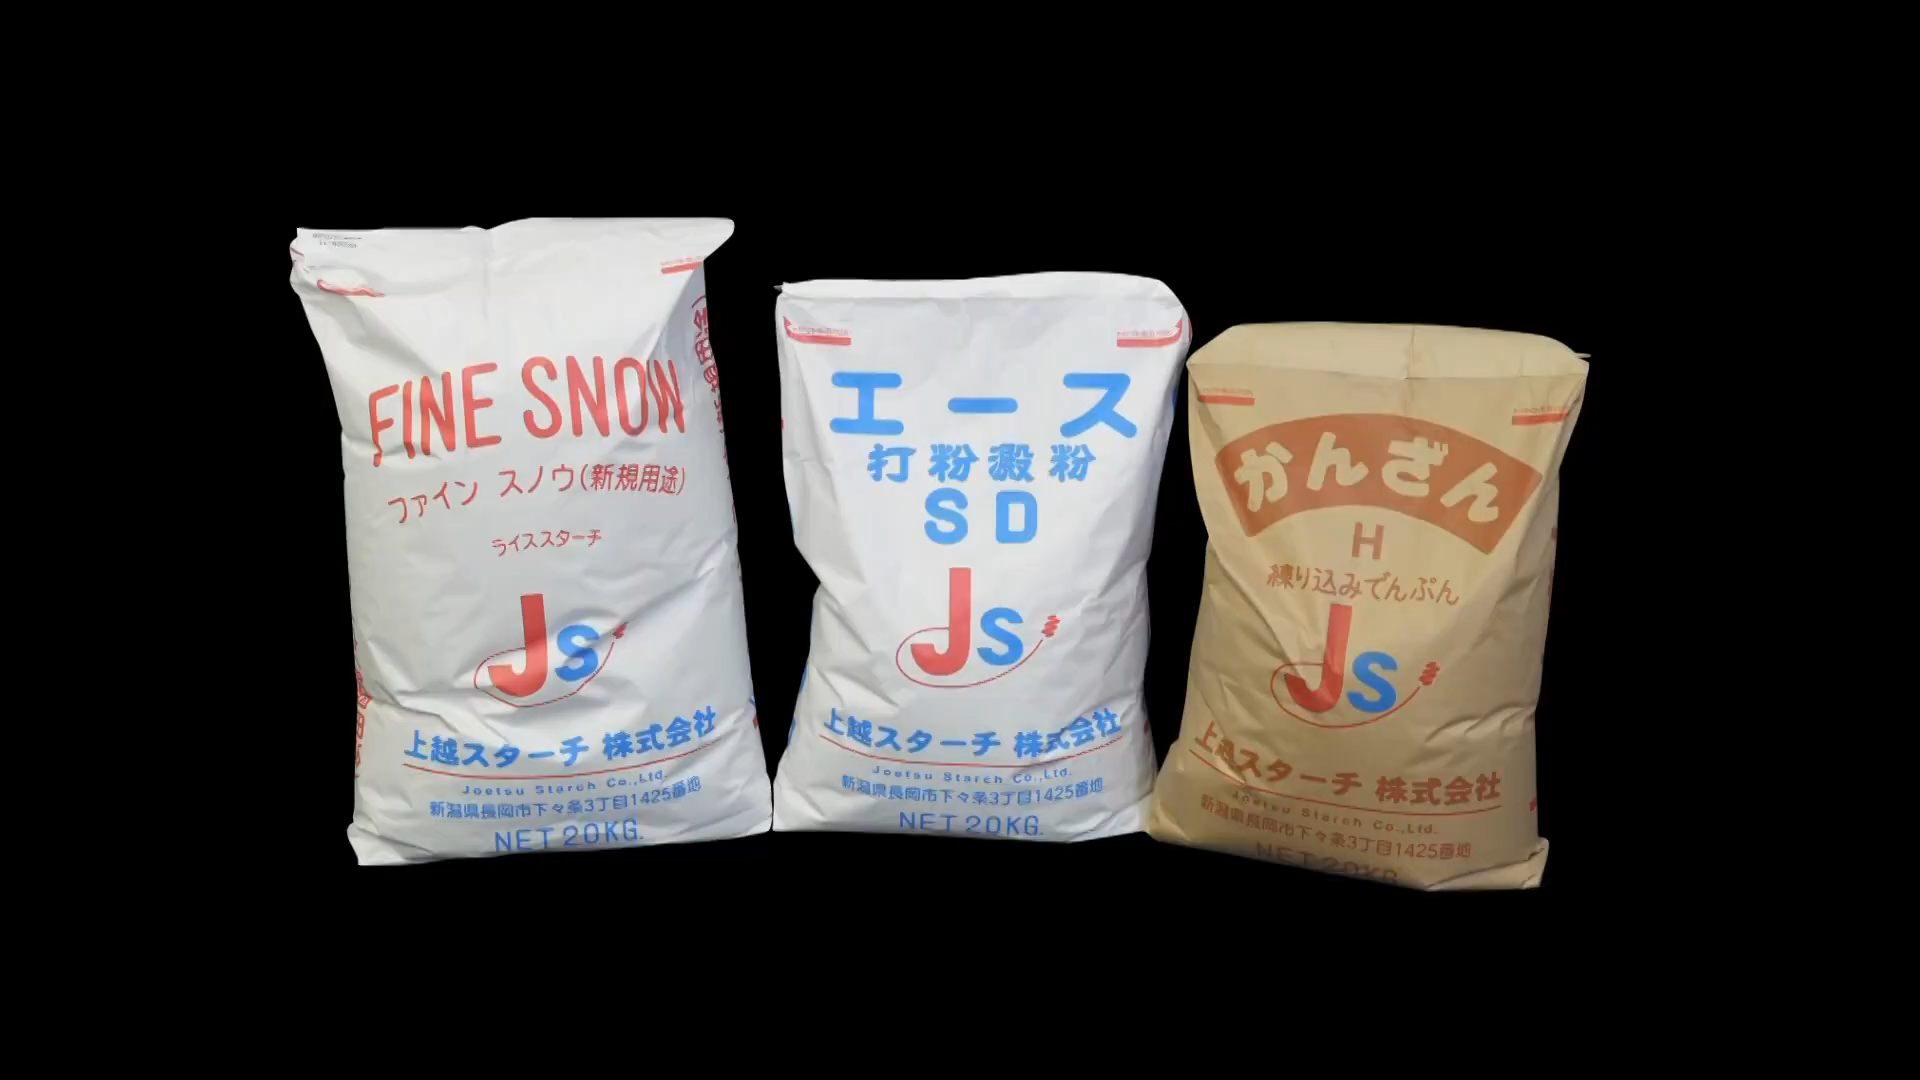 FINE SNOW
ファイン スノウ(新規用途)
ライススターチ
JS
上越スターチ 株式会社
Joetsu Starch Co.,Ltd.
新潟県長岡市下々条3丁目1425番地
NET 20KG.
エース
打粉澱粉
SD
JS
上越スターチ 株式会社
Joetsu Starch Co.,Ltd.
新潟県長岡市下々条3丁目1425番地
NET 20KG.
かんざん
H
練り込みでんぷん
JS
上越スターチ 株式会社
Joetsu Starch Co.,Ltd.
新潟県長岡市下々条3丁目1425番地
NET 20KG